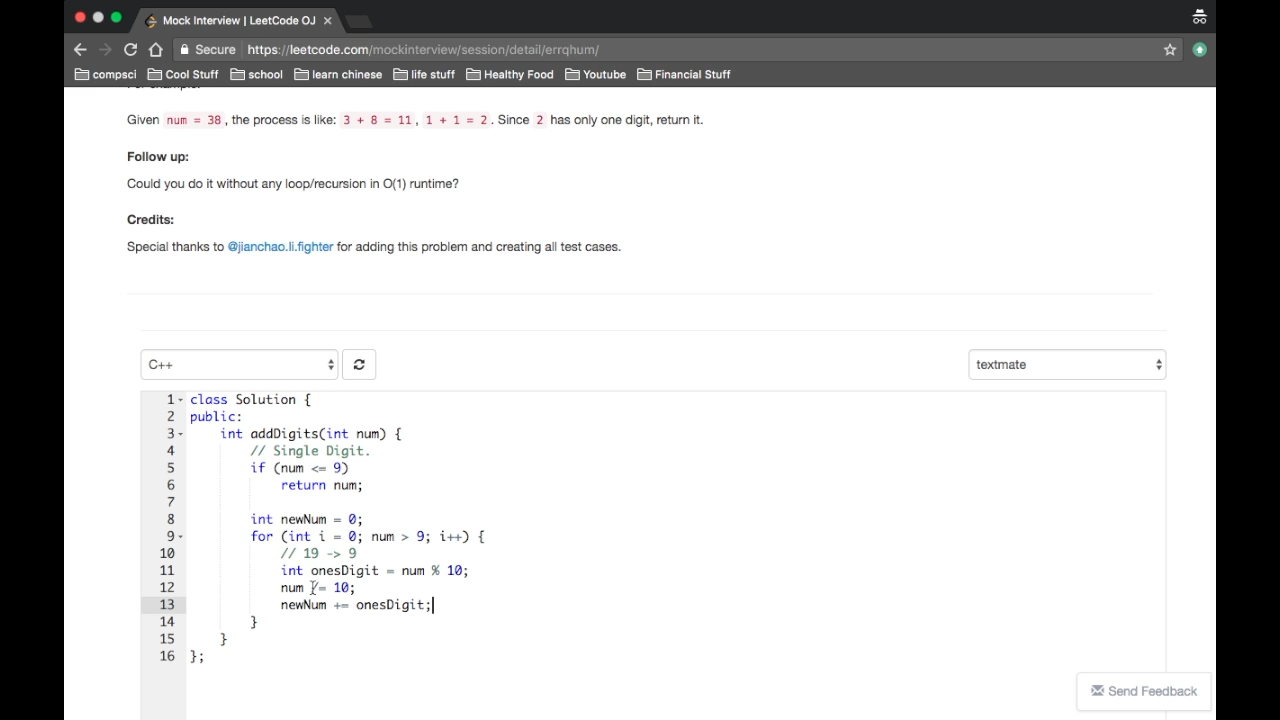 Mock Interview | LeetCode OJ
Secure https://leetcode.com/mockinterview/session/detail/errqhum/
compsci Cool Stuff school learn chinese life stuff Healthy Food Youtube Financial Stuff
Given num = 38, the process is like: 3 + 8 = 11, 1 + 1 = 2. Since 2 has only one digit, return it.
Follow up:
Could you do it without any loop/recursion in O(1) runtime?
Credits:
Special thanks to @jianchao.li.fighter for adding this problem and creating all test cases.
C++ textmate
1 class Solution {
2 public:
3 int addDigits(int num) {
4 // Single Digit.
5 if (num <= 9)
6 return num;
7
8 int newNum = 0;
9 for (int i = 0; num > 9; i++) {
10 // 19 -> 9
11 int onesDigit = num % 10;
12 num /= 10;
13 newNum += onesDigit;
14 }
15 }
16 };
Send Feedback